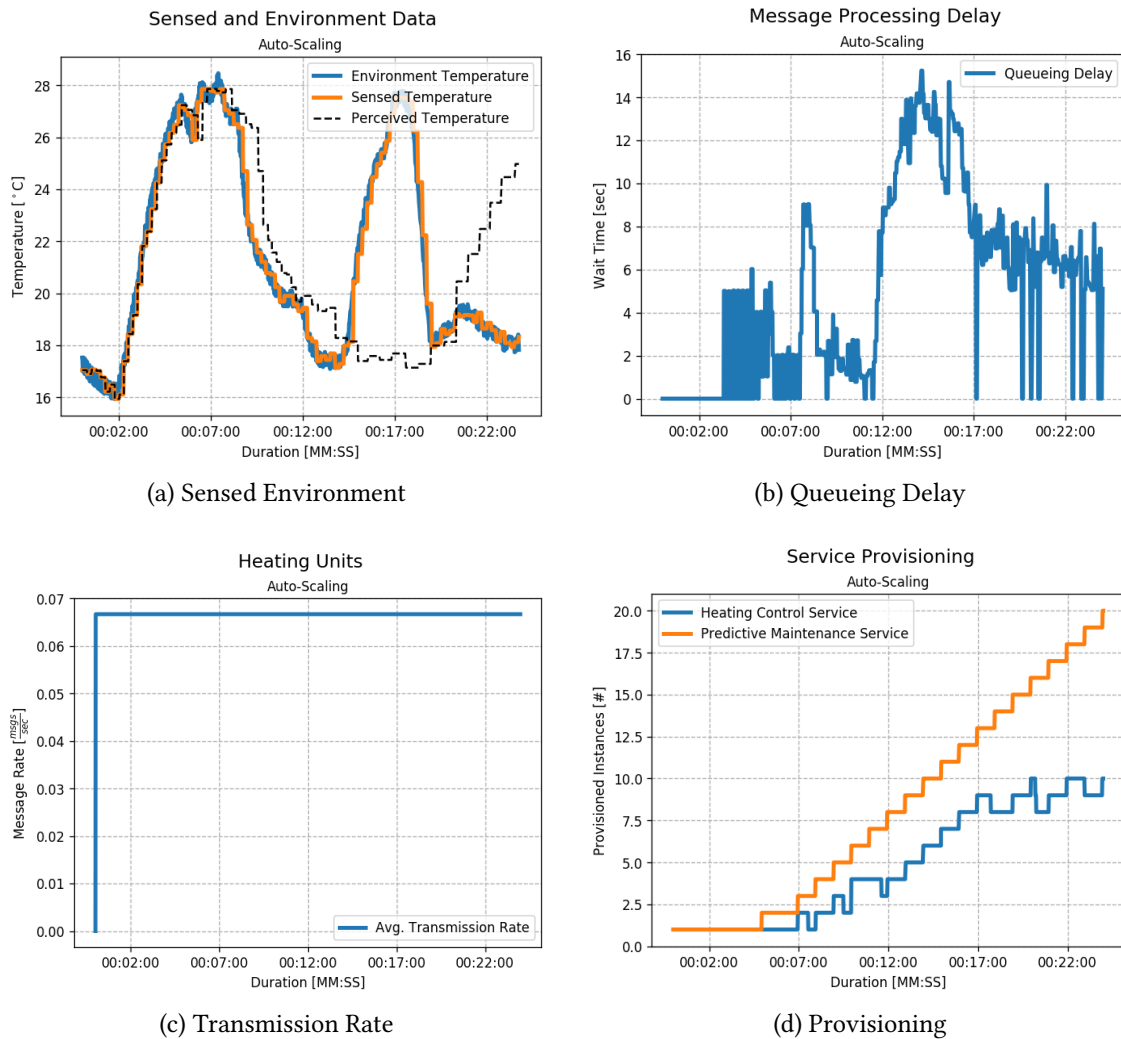 Sensed and Environment Data
Auto-Scaling
Environment Temperature
Sensed Temperature
Perceived Temperature
Temperature [ °C]
28
26
24
22
20
18
16
00:02:00 00:07:00 00:12:00 00:17:00 00:22:00
Duration [MM:SS]
(a) Sensed Environment
Message Processing Delay
Auto-Scaling
Queueing Delay
Wait Time [sec]
16
14
12
10
8
6
4
2
0
00:02:00 00:07:00 00:12:00 00:17:00 00:22:00
Duration [MM:SS]
(b) Queueing Delay
Heating Units
Auto-Scaling
Message Rate [msgs/sec]
0.07
0.06
0.05
0.04
0.03
0.02
0.01
0.00
Avg. Transmission Rate
00:02:00 00:07:00 00:12:00 00:17:00 00:22:00
Duration [MM:SS]
(c) Transmission Rate
Service Provisioning
Auto-Scaling
Heating Control Service
Predictive Maintenance Service
Provisioned Instances [#]
20.0
17.5
15.0
12.5
10.0
7.5
5.0
2.5
0.0
00:02:00 00:07:00 00:12:00 00:17:00 00:22:00
Duration [MM:SS]
(d) Provisioning